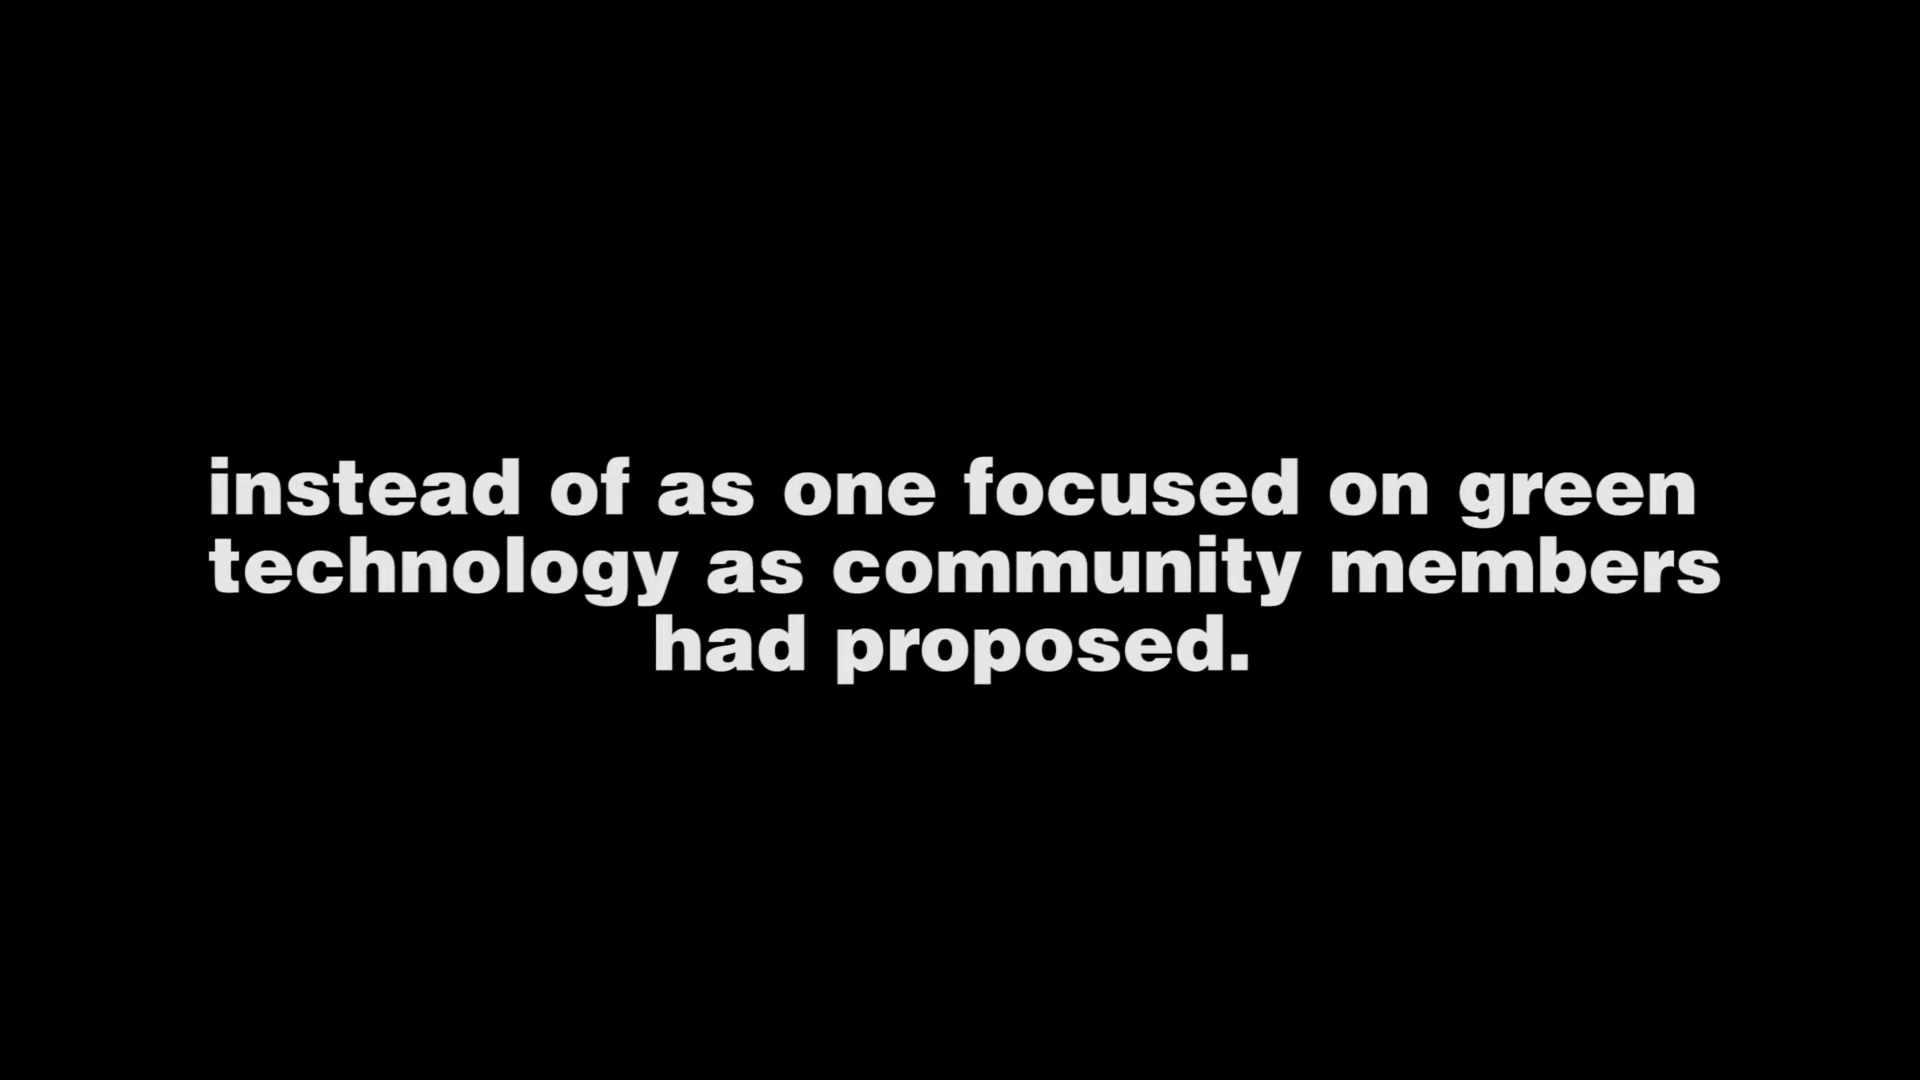 instead of as one focused on green
technology as community members
had proposed.